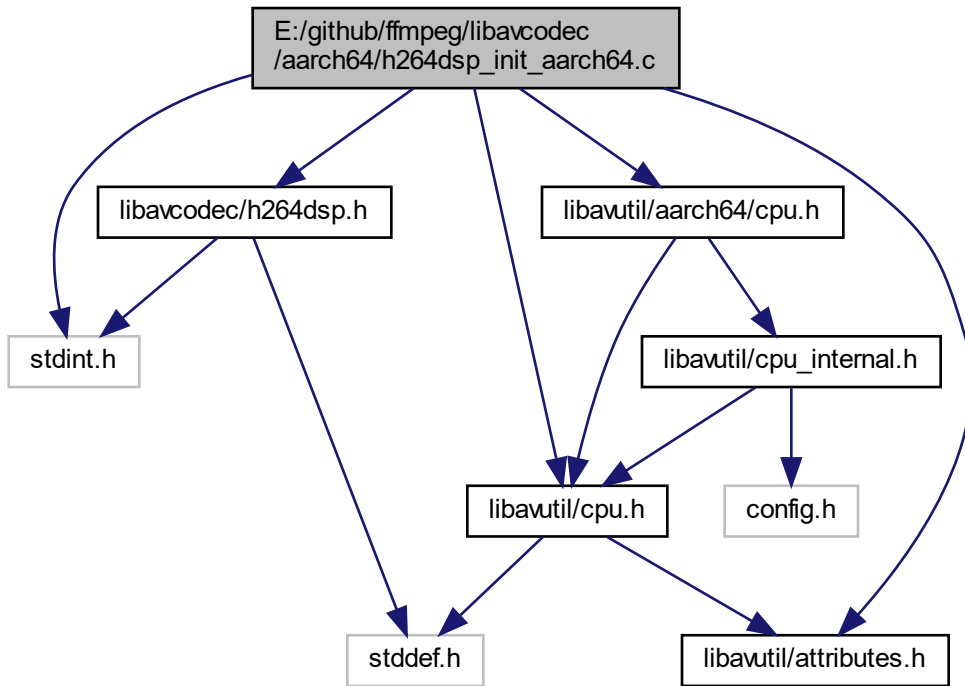 E:/github/ffmpeg/libavcodec
/aarch64/h264dsp_init_aarch64.c
libavcodec/h264dsp.h
libavutil/aarch64/cpu.h
stdint.h
libavutil/cpu_internal.h
libavutil/cpu.h
config.h
stddef.h
libavutil/attributes.h